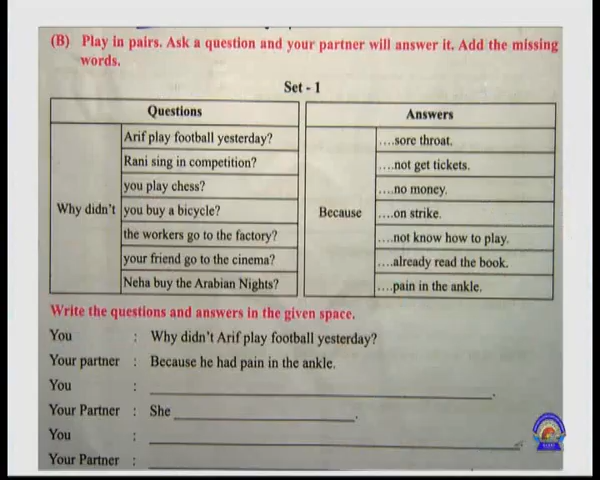 (B) Play in pairs. Ask a question and your partner will answer it. Add the missing
words.
Set - 1
Questions
Answers
Why didn't
Arif play football yesterday?
Rani sing in competition?
you play chess?
you buy a bicycle?
the workers go to the factory?
your friend go to the cinema?
Neha buy the Arabian Nights?
Because
....sore throat.
....not get tickets.
....no money.
....on strike.
....not know how to play.
....already read the book.
....pain in the ankle.
Write the questions and answers in the given space.
You : Why didn't Arif play football yesterday?
Your partner : Because he had pain in the ankle.
You : .
Your Partner : She .
You :
Your Partner :